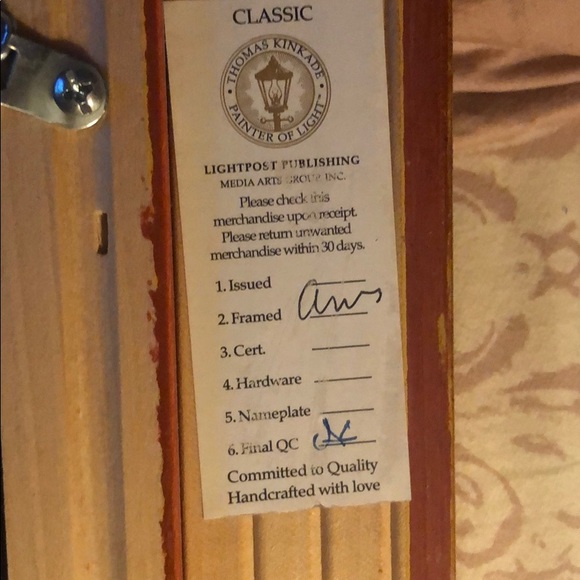 CLASSIC
THOMAS KINKADE
PAINTER OF LIGHT
LIGHTPOST PUBLISHING
MEDIA ARTS GROUP INC.
Please check this
merchandise upon receipt.
Please return unwanted
merchandise within 30 days.
1. Issued
2. Framed
3. Cert.
4. Hardware
5. Nameplate
6. Final QC
Committed to Quality
Handcrafted with love